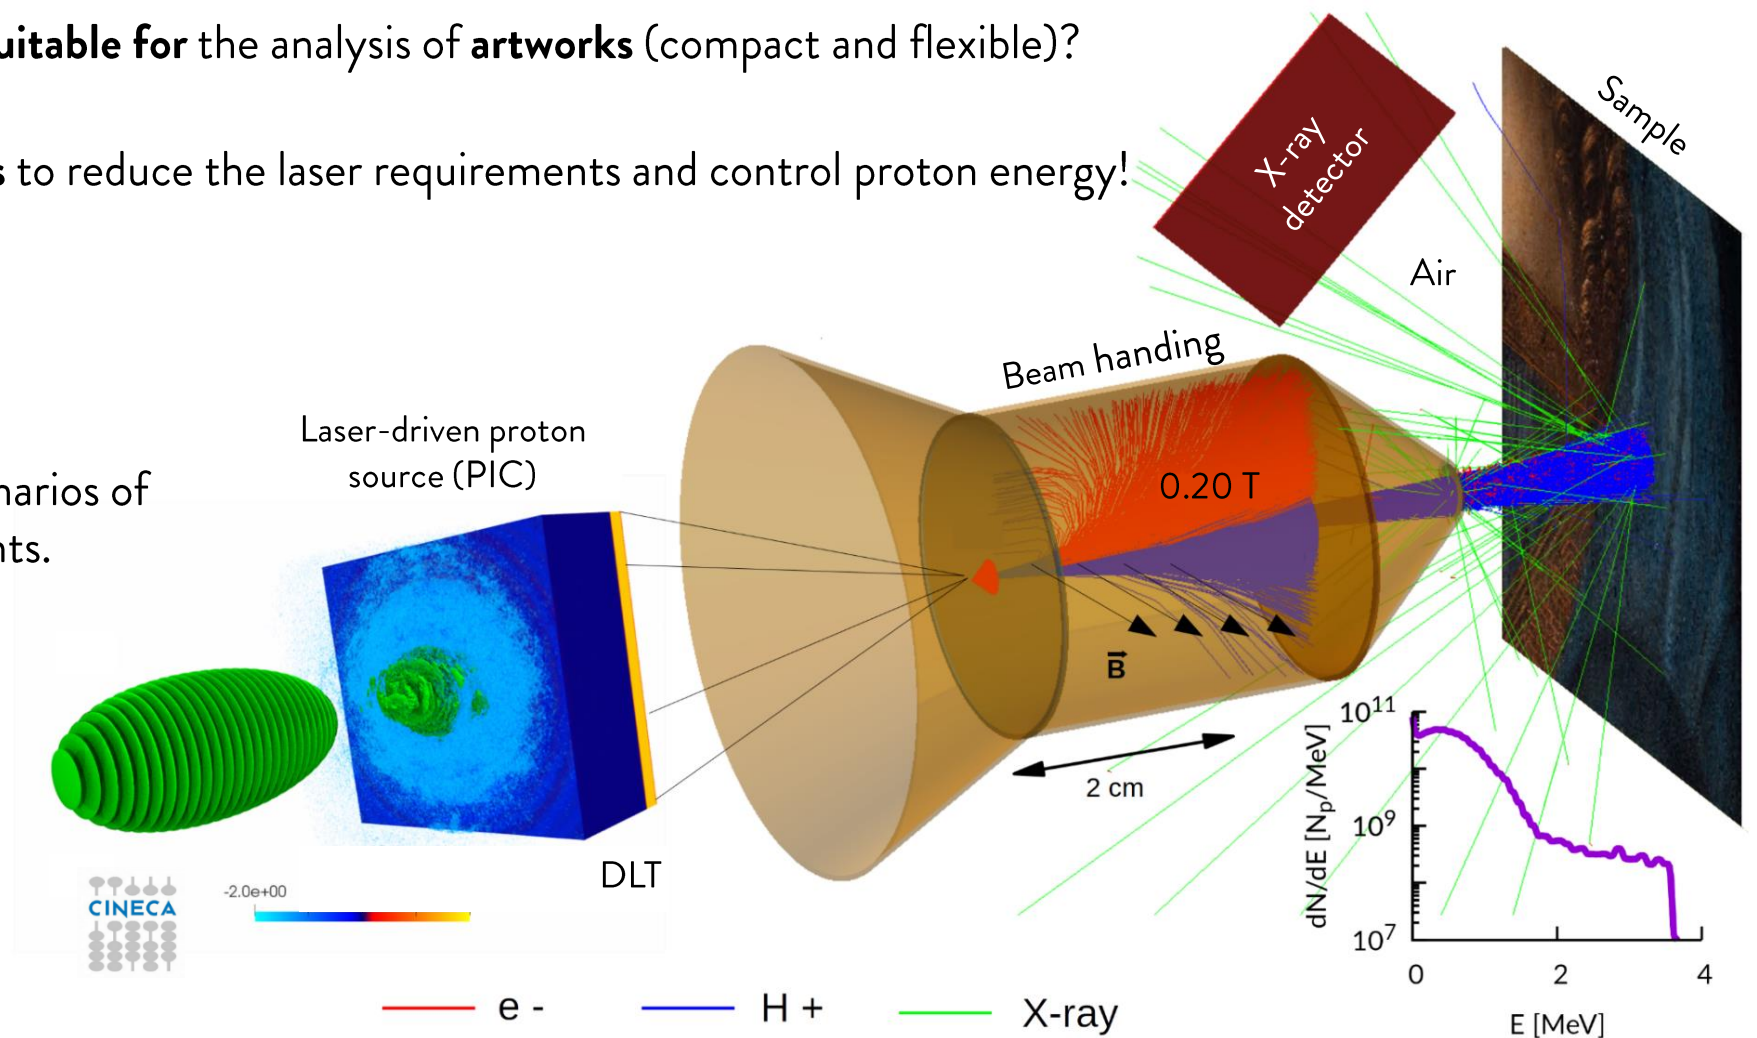 uitable for the analysis of artworks (compact and flexible)?
s to reduce the laser requirements and control proton energy!
narios of
nts.
Laser-driven proton
source (PIC)
DLT
CINECA
-2.0e+00
Beam handing
0.20 T
B
2 cm
X-ray
detector
Air
Sample
dN/dE [Np/MeV]
10¹¹
10⁹
10⁷
0 2 4
E [MeV]
e - H + X-ray